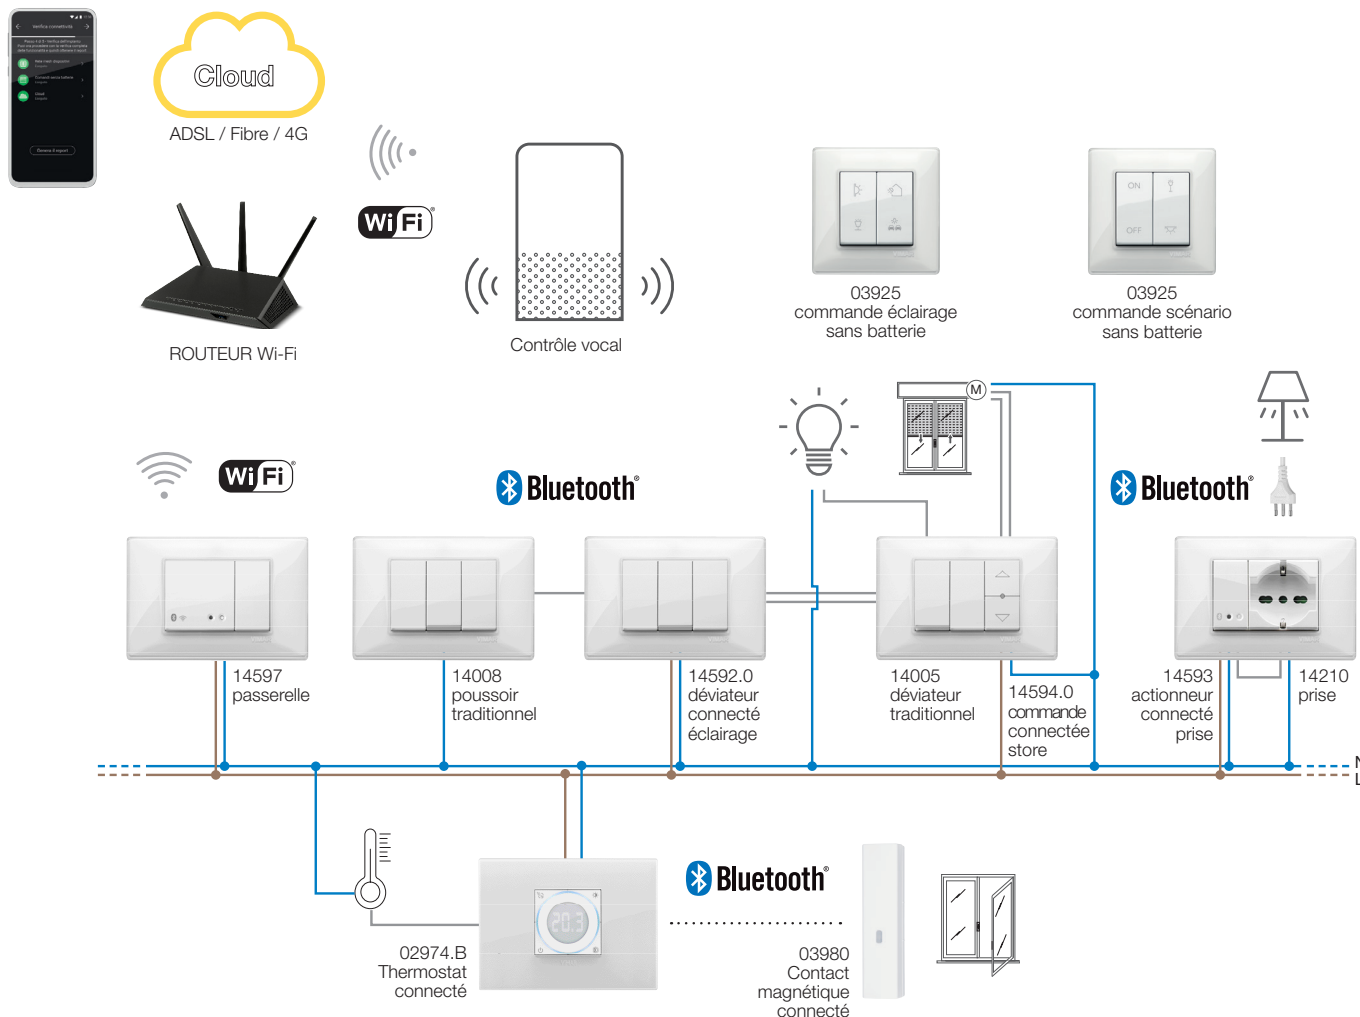 Verifica connettività
Cloud
ADSL / Fibre / 4G
Wi Fi
ROUTEUR Wi-Fi
Contrôle vocal
03925
commande éclairage
sans batterie
ON
OFF
03925
commande scénario
sans batterie
M
Wi Fi
Bluetooth
Bluetooth
14597
passerelle
14008
poussoir
traditionnel
14592.0
déviateur
connecté
éclairage
14005
déviateur
traditionnel
14594.0
commande
connectée
store
14593
actionneur
connecté
prise
14210
prise
N
L
20.3
02974.B
Thermostat
connecté
Bluetooth
03980
Contact
magnétique
connecté